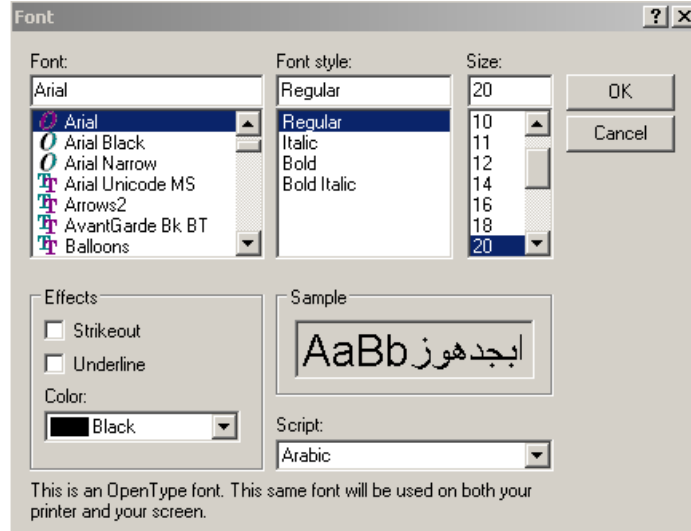 Font
Font:
Arial
Arial
Arial Black
Arial Narrow
Arial Unicode MS
Arrows2
AvantGarde Bk BT
Balloons
Font style:
Regular
Regular
Italic
Bold
Bold Italic
Size:
20
10
11
12
14
16
18
20
OK
Cancel
Effects
Strikeout
Underline
Color:
Black
Sample
AaBbابجدهوز
Script:
Arabic
This is an OpenType font. This same font will be used on both your
printer and your screen.